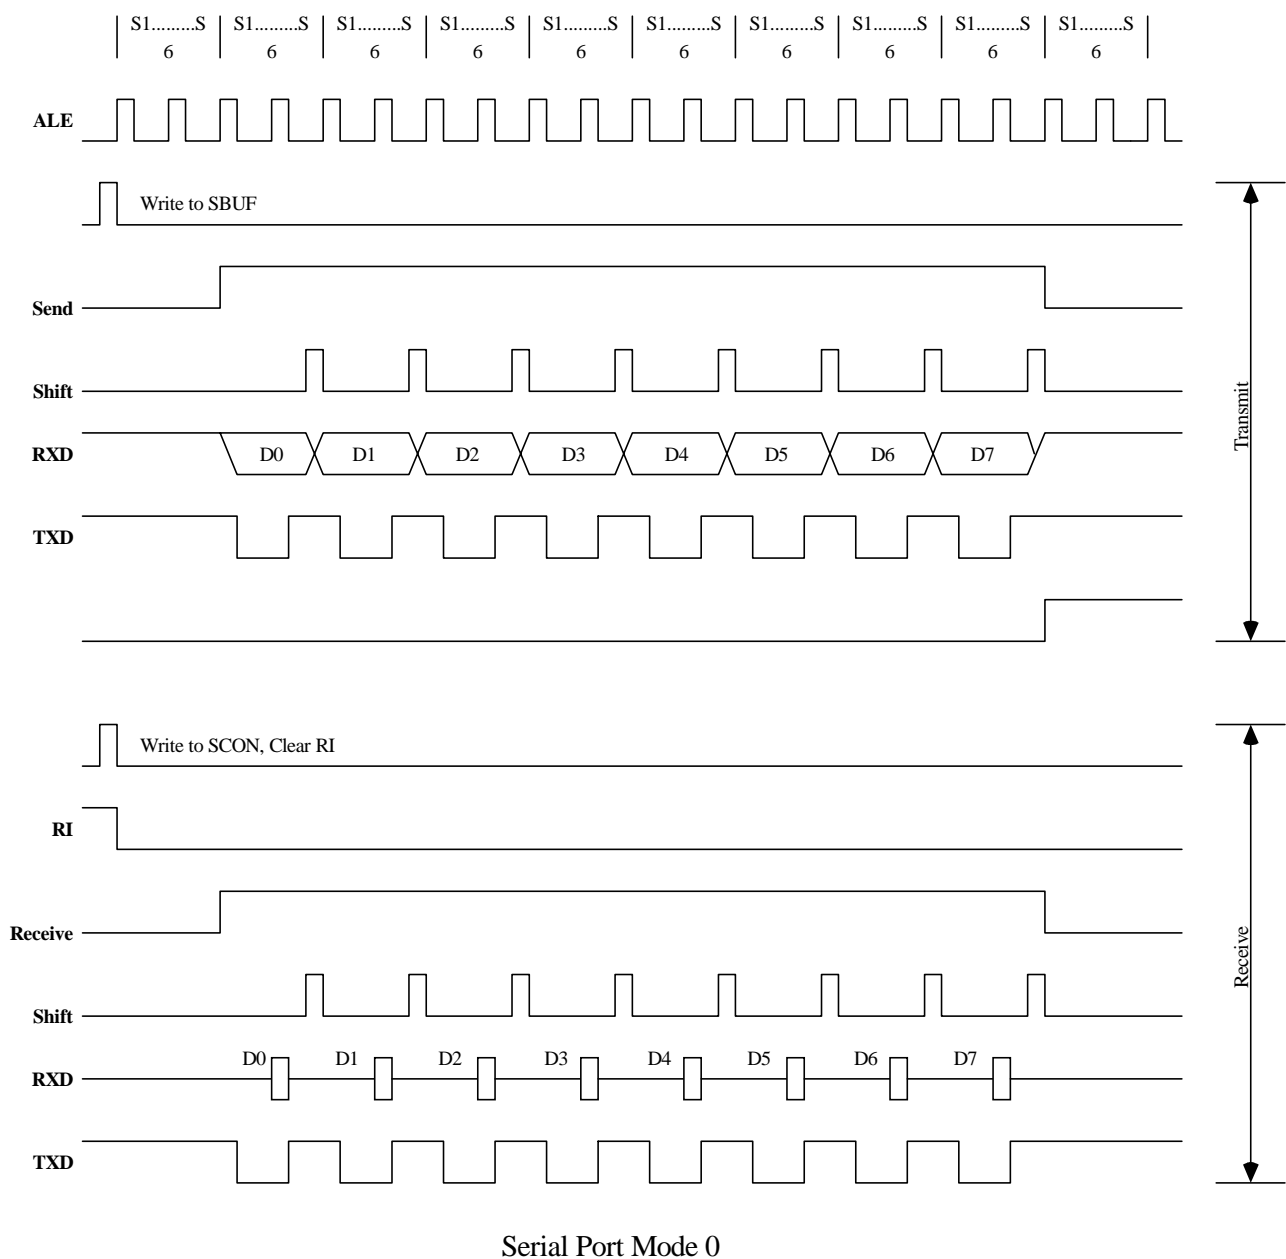 S1.........S S1.........S S1.........S S1.........S S1.........S S1.........S S1.........S S1.........S S1.........S S1.........S
6 6 6 6 6 6 6 6 6 6
ALE
Write to SBUF
Send
Shift
RXD D0 D1 D2 D3 D4 D5 D6 D7
TXD
Transmit
Write to SCON, Clear RI
RI
Receive
Shift
D0 D1 D2 D3 D4 D5 D6 D7
RXD
TXD
Receive
Serial Port Mode 0